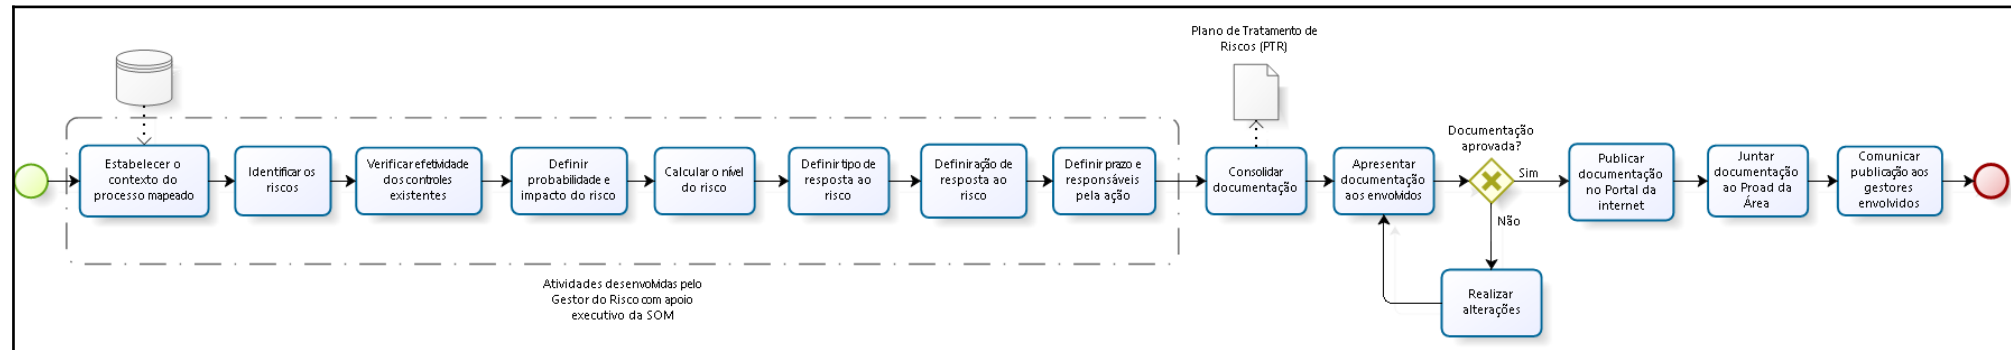 Plano de Tratamento de
Riscos (PTR)
Estabelecer o
contexto do
processo mapeado
Identificar os
riscos
Verificar efetividade
dos controles
existentes
Definir
probabilidade e
impacto do risco
Calcular o nível
do risco
Definir tipo de
resposta ao
risco
Definir ação de
resposta ao
risco
Definir prazo e
responsáveis
pela ação
Consolidar
documentação
Apresentar
documentação
aos envolvidos
Documentação
aprovada?
Sim
Não
Realizar
alterações
Publicar
documentação
no Portal da
internet
Juntar
documentação
ao Proad da
Área
Comunicar
publicação aos
gestores
envolvidos
Atividades desenvolvidas pelo
Gestor do Risco com apoio
executivo da SOM